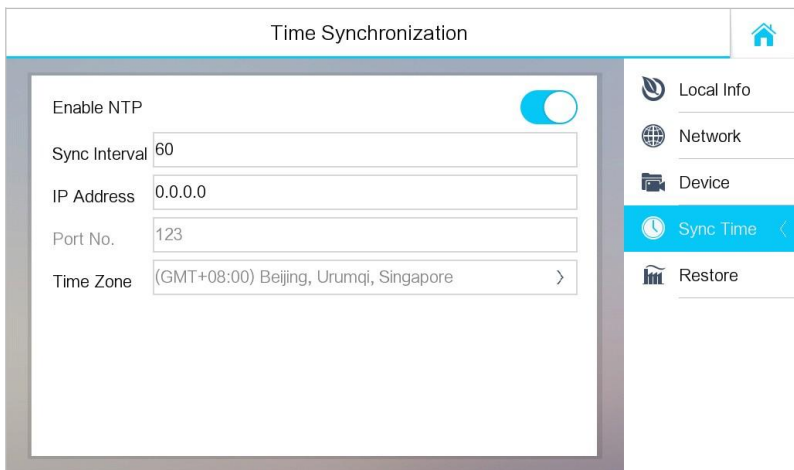 Time Synchronization
Enable NTP
Sync Interval 60
IP Address 0.0.0.0
Port No. 123
Time Zone (GMT+08:00) Beijing, Urumqi, Singapore
Local Info
Network
Device
Sync Time
Restore